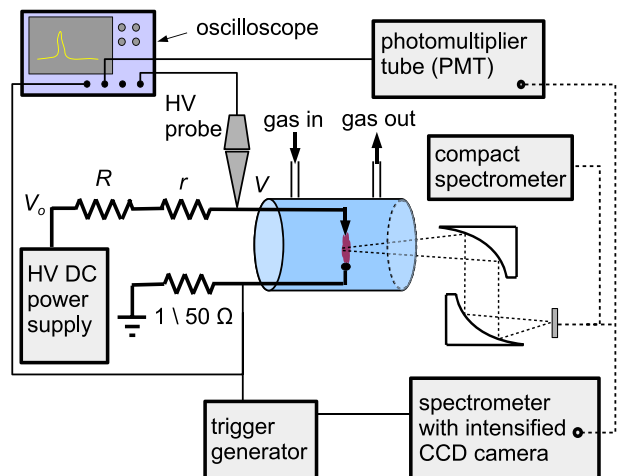 oscilloscope
photomultiplier
tube (PMT)
HV
probe
gas in
gas out
compact
spectrometer
R
r
V
Vₒ
HV DC
power
supply
1 \ 50 Ω
trigger
generator
spectrometer
with intensified
CCD camera